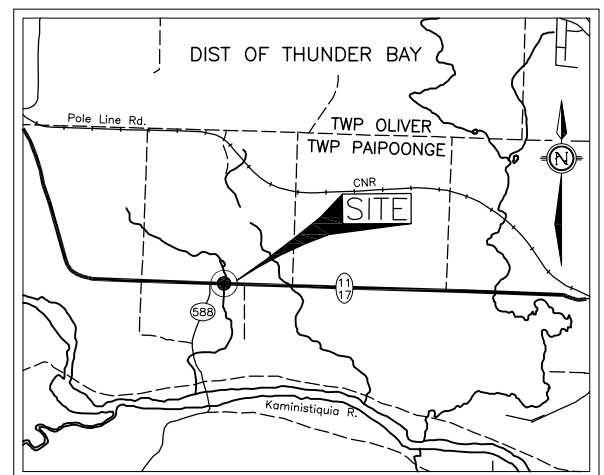 DIST OF THUNDER BAY
Pole Line Rd.
TWP OLIVER
TWP PAIPOONGE
N
CNR
SITE
11
17
588
Kaministiquia R.